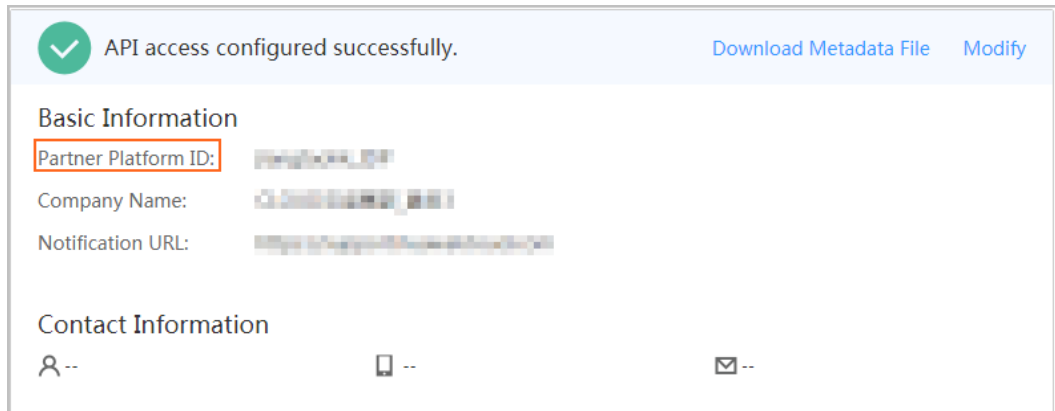 API access configured successfully. Download Metadata File Modify
Basic Information
Partner Platform ID:
Company Name:
Notification URL:
Contact Information
-- -- --